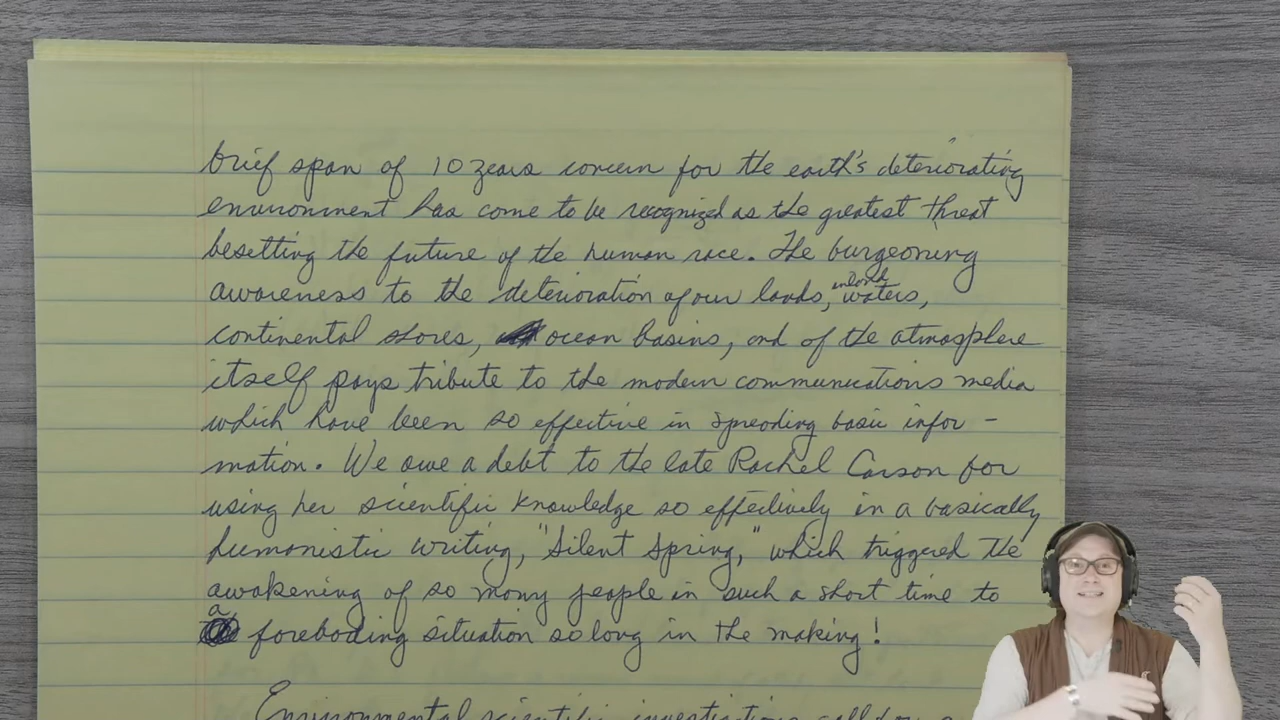 brief span of 10 years concern for the earth's deteriorating
environment has come to be recognized as the greatest threat
besetting the future of the human race. The burgeoning
awareness to the deterioration of our lands, inland waters,
continental shores, ocean basins, and of the atmosphere
itself pays tribute to the modern communications media
which have been so effective in spreading basic infor-
mation. We owe a debt to the late Rachel Carson for
using her scientific knowledge so effectively in a basically
humanistic writing, "Silent Spring," which triggered the
awakening of so many people in such a short time to
a foreboding situation so long in the making!
Environmental scientific investigations call for a